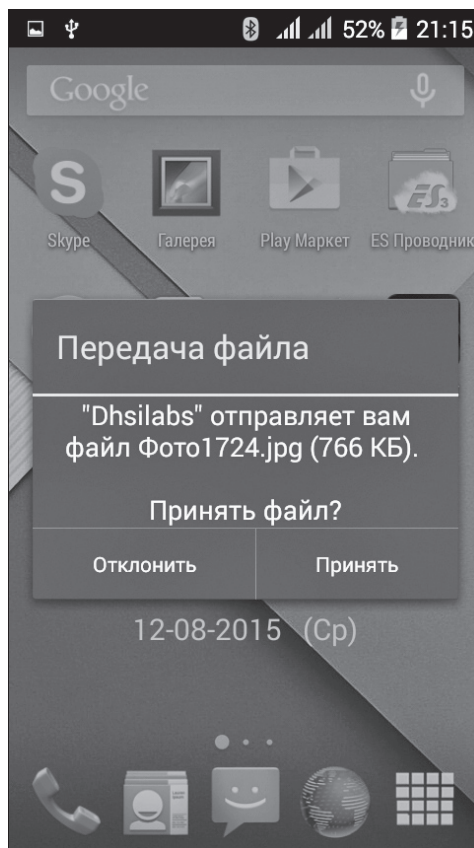 52% 21:15
Google
S
Skype Галерея Play Маркет ES Проводник
Передача файла
"Dhsilabs" отправляет вам
файл Фото1724.jpg (766 КБ).
Принять файл?
Отклонить Принять
12-08-2015 (Ср)